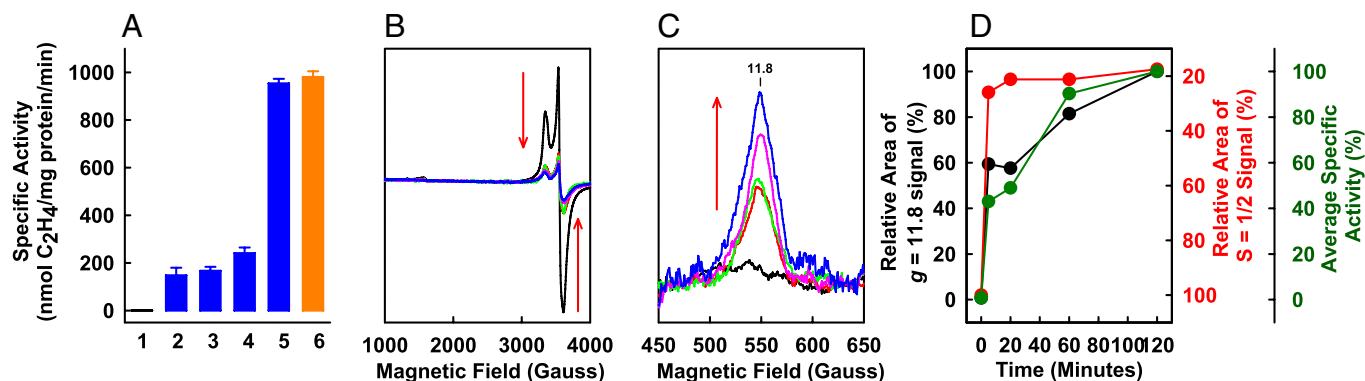 A
Specific Activity
(nmol C2H4/mg protein/min)
1000
800
600
400
200
0
1 2 3 4 5 6
B
1000 2000 3000 4000
Magnetic Field (Gauss)
C
11.8
450 500 550 600 650
Magnetic Field (Gauss)
D
Relative Area of
g = 11.8 signal (%)
100
80
60
40
20
0
0 20 40 60 80 100 120
Time (Minutes)
20
40
60
80
100
Relative Area of
S = 1/2 Signal (%)
100
80
60
40
20
0
Average Specific
Activity (%)